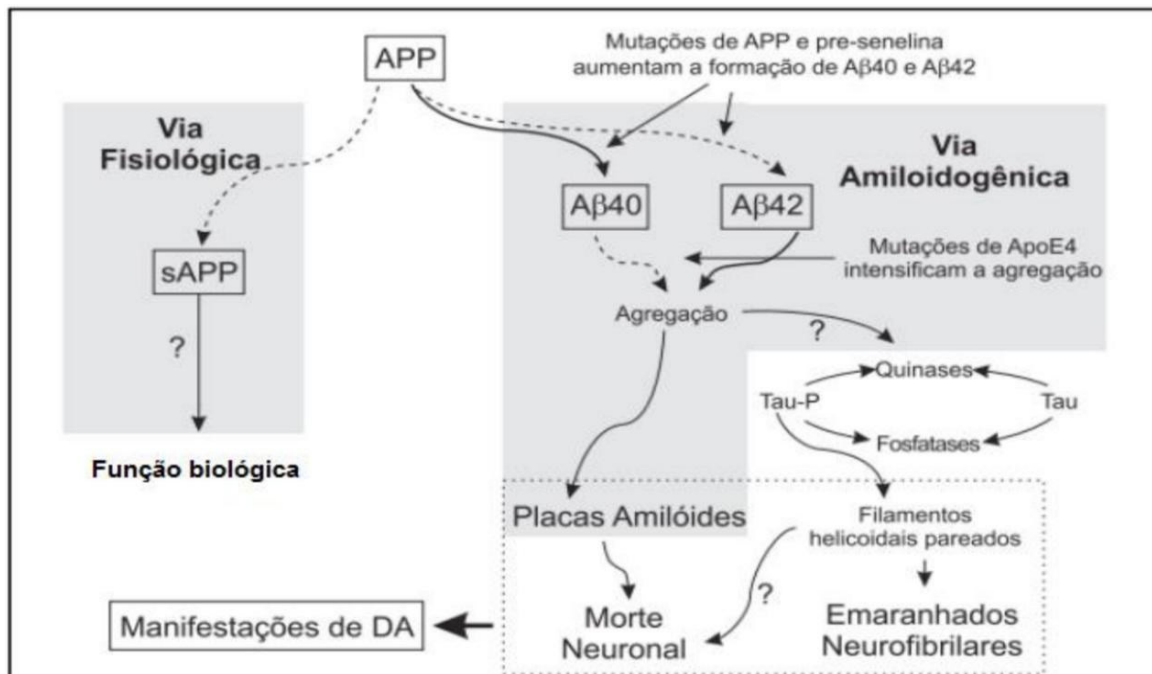 APP
Mutações de APP e pre-senelina
aumentam a formação de Aβ40 e Aβ42
Via
Fisiológica
Via
Amiloidogênica
Aβ40
Aβ42
sAPP
Mutações de ApoE4
intensificam a agregação
Agregação
?
?
Quinases
Tau-P
Tau
Fosfatases
Função biológica
Placas Amilóides
Filamentos
helicoidais pareados
?
Manifestações de DA
Morte
Neuronal
Emaranhados
Neurofibrilares